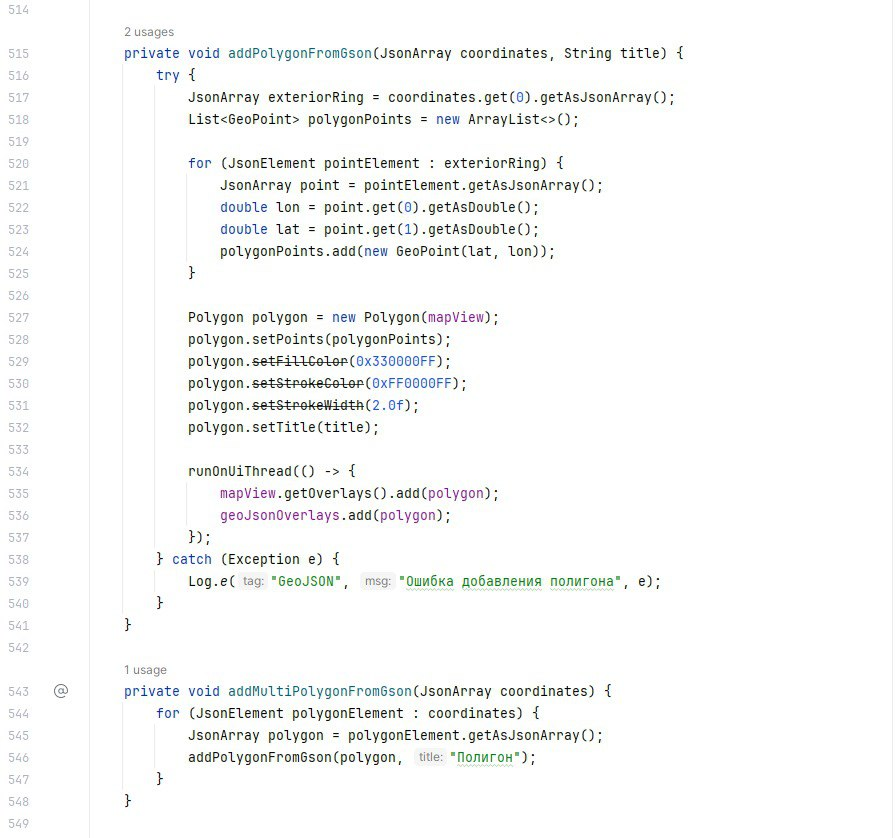 514
2 usages
515 private void addPolygonFromGson(JsonArray coordinates, String title) {
516 try {
517 JsonArray exteriorRing = coordinates.get(0).getAsJsonArray();
518 List<GeoPoint> polygonPoints = new ArrayList<>();
519
520 for (JsonElement pointElement : exteriorRing) {
521 JsonArray point = pointElement.getAsJsonArray();
522 double lon = point.get(0).getAsDouble();
523 double lat = point.get(1).getAsDouble();
524 polygonPoints.add(new GeoPoint(lat, lon));
525 }
526
527 Polygon polygon = new Polygon(mapView);
528 polygon.setPoints(polygonPoints);
529 polygon.setFillColor(0x330000FF);
530 polygon.setStrokeColor(0xFF0000FF);
531 polygon.setStrokeWidth(2.0f);
532 polygon.setTitle(title);
533
534 runOnUiThread(() -> {
535 mapView.getOverlays().add(polygon);
536 geoJsonOverlays.add(polygon);
537 });
538 } catch (Exception e) {
539 Log.e( tag: "GeoJSON", msg: "Ошибка добавления полигона", e);
540 }
541 }
542
1 usage
543 @ private void addMultiPolygonFromGson(JsonArray coordinates) {
544 for (JsonElement polygonElement : coordinates) {
545 JsonArray polygon = polygonElement.getAsJsonArray();
546 addPolygonFromGson(polygon, title: "Полигон");
547 }
548 }
549